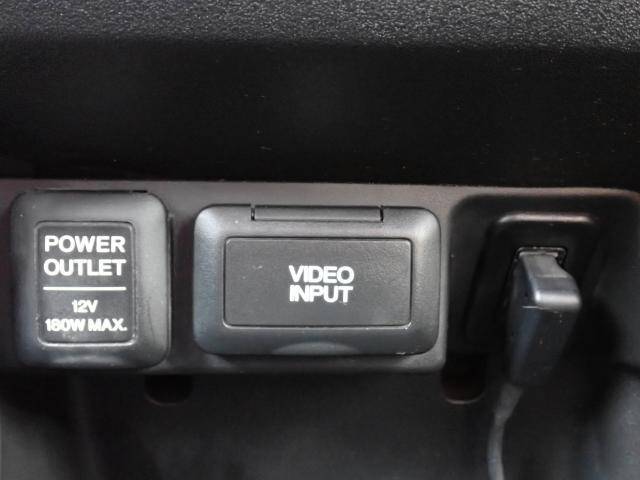 POWER
OUTLET
12V
180W MAX.
VIDEO
INPUT